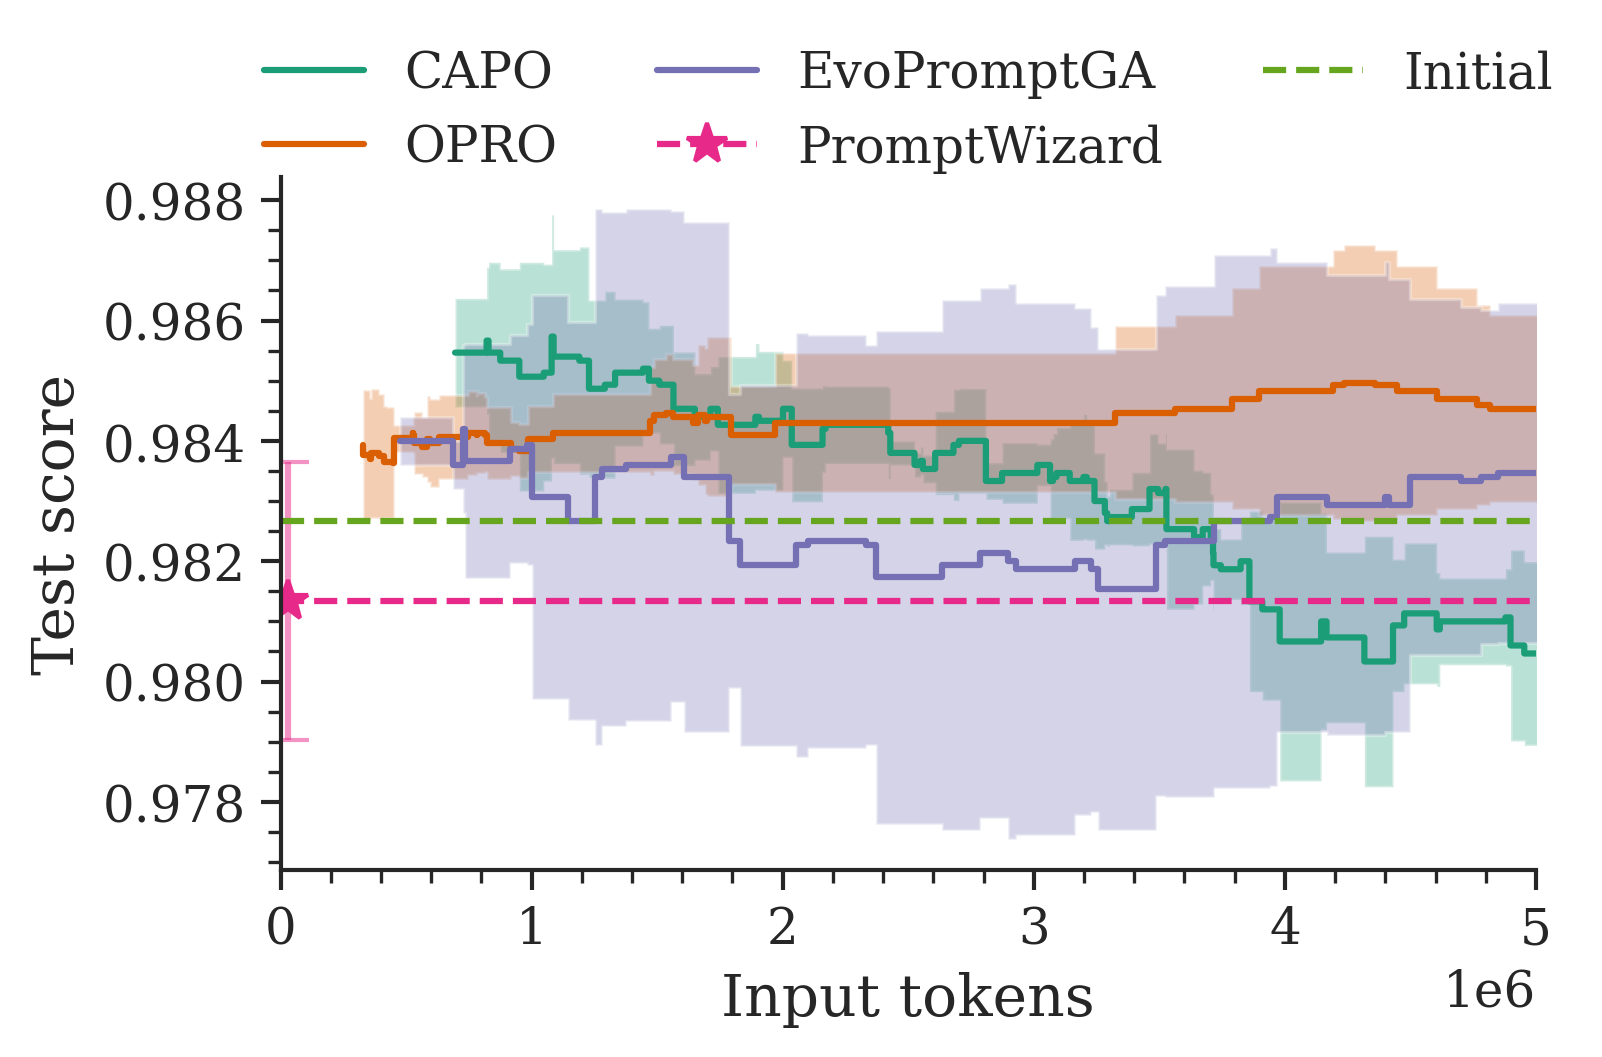 CAPO EvoPromptGA Initial
OPRO PromptWizard
0.988
0.986
0.984
0.982
0.980
0.978
Test score
0 1 2 3 4 5
Input tokens
1e6